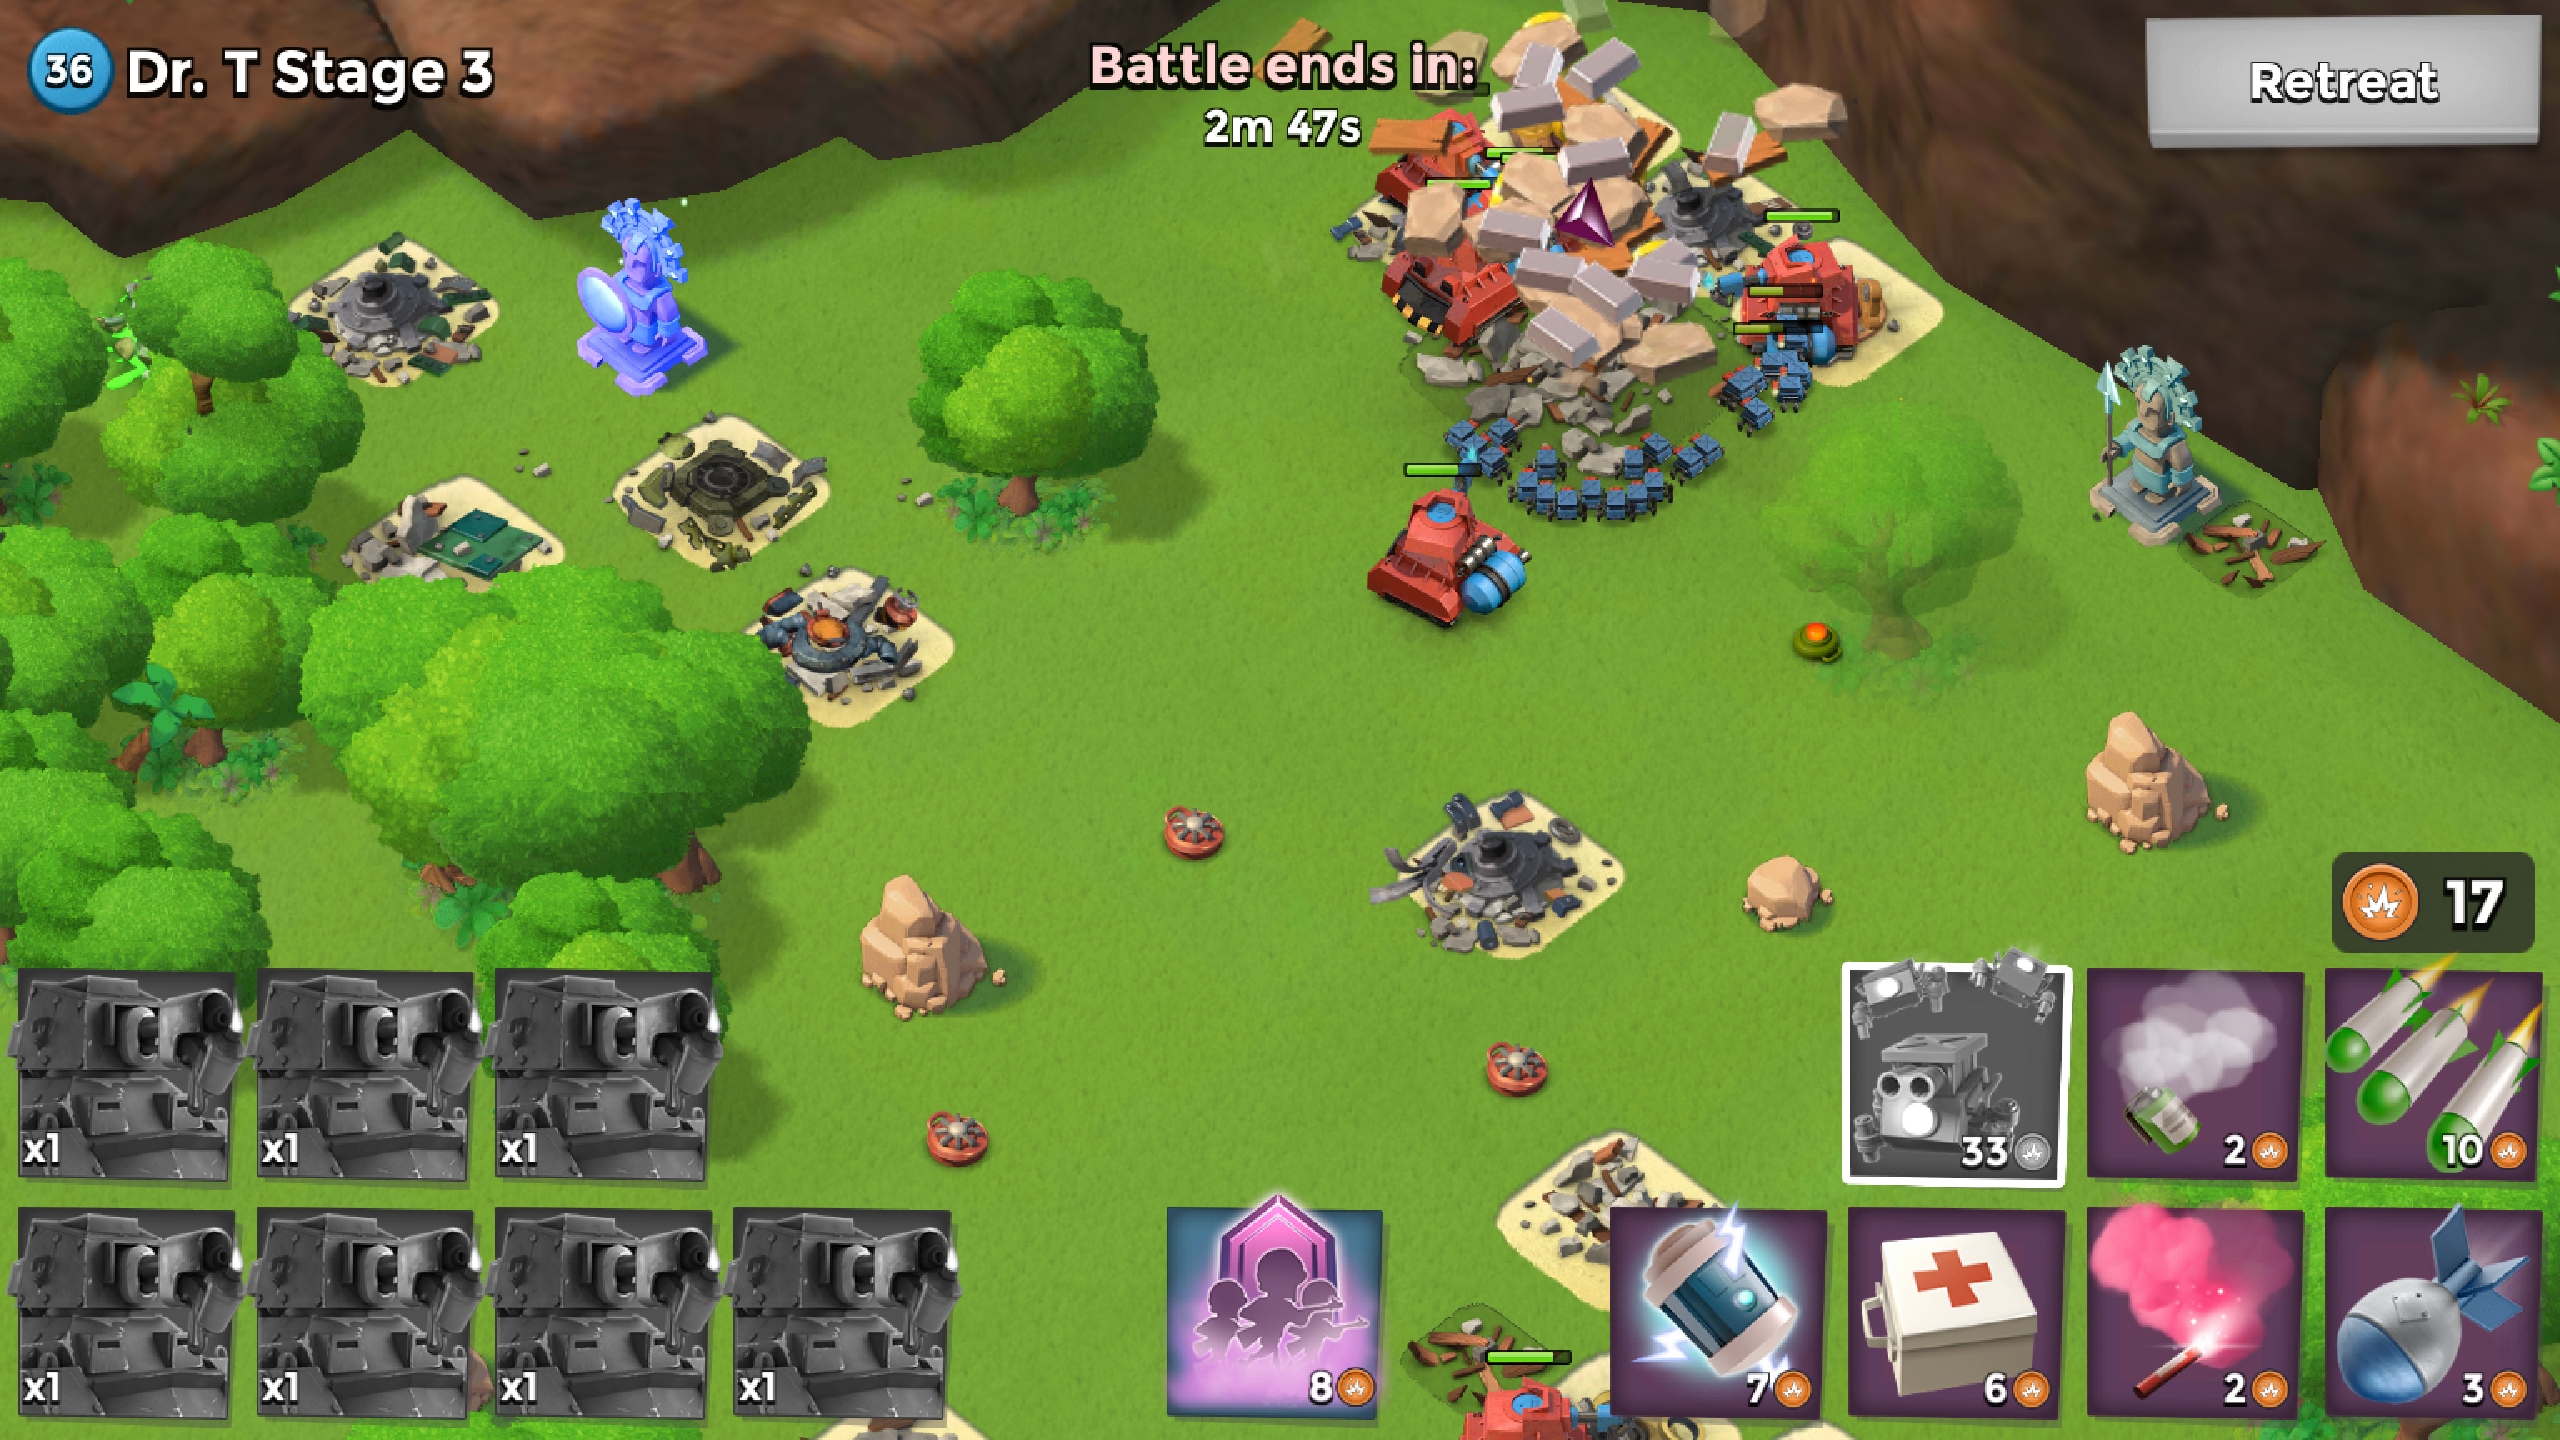 36 Dr. T Stage 3
Battle ends in:
2m 47s
Retreat
17
x1 x1 x1
33 2 10
x1 x1 x1 x1
8 7 6 2 3